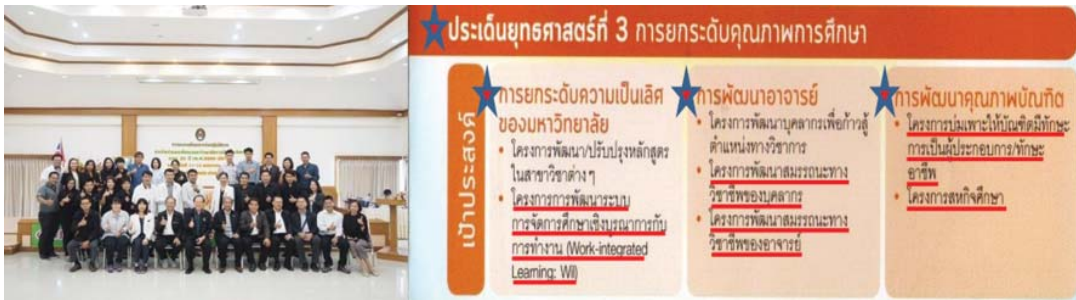 ประเด็นยุทธศาสตร์ที่ 3 การยกระดับคุณภาพการศึกษา
เป้าประสงค์
การยกระดับความเป็นเลิศ
ของมหาวิทยาลัย
• โครงการพัฒนา/ปรับปรุงหลักสูตร
ในสาขาวิชาต่างๆ
• โครงการการพัฒนาระบบ
การจัดการศึกษาเชิงบูรณาการกับ
การทำงาน (Work-integrated
Learning: Wil)
การพัฒนาอาจารย์
• โครงการพัฒนาบุคลากรเพื่อก้าวสู่
ตำแหน่งทางวิชาการ
• โครงการพัฒนาสมรรถนะทาง
วิชาชีพของบุคลากร
• โครงการพัฒนาสมรรถนะทาง
วิชาชีพของอาจารย์
การพัฒนาคุณภาพบัณฑิต
• โครงการบ่มเพาะให้บัณฑิตมีทักษะ
การเป็นผู้ประกอบการ/ทักษะ
อาชีพ
• โครงการสหกิจศึกษา